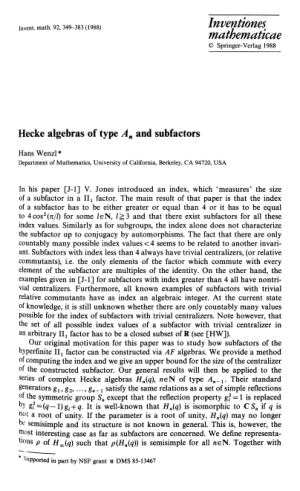 Invent. math. 92, 349-383 (1988)
Inventiones
mathematicae
© Springer-Verlag 1988
Hecke algebras of type Aₙ and subfactors
Hans Wenzl*
Department of Mathematics, University of California, Berkeley, CA 94720, USA
In his paper [J-1] V. Jones introduced an index, which 'measures' the size
of a subfactor in a II₁ factor. The main result of that paper is that the index
of a subfactor has to be either greater or equal than 4 or it has to be equal
to 4 cos²(π/l) for some l∈N, l≧3 and that there exist subfactors for all these
index values. Similarly as for subgroups, the index alone does not characterize
the subfactor up to conjugacy by automorphisms. The fact that there are only
countably many possible index values <4 seems to be related to another invari-
ant. Subfactors with index less than 4 always have trivial centralizers, (or relative
commutants), i.e. the only elements of the factor which commute with every
element of the subfactor are multiples of the identity. On the other hand, the
examples given in [J-1] for subfactors with index greater than 4 all have nontri-
vial centralizers. Furthermore, all known examples of subfactors with trivial
relative commutants have as index an algebraic integer. At the current state
of knowledge, it is still unknown whether there are only countably many values
possible for the index of subfactors with trivial centralizers. Note however, that
the set of all possible index values of a subfactor with trivial centralizer in
an arbitrary II₁ factor has to be a closed subset of R (see [HW]).
Our original motivation for this paper was to study how subfactors of the
hyperfinite II₁ factor can be constructed via AF algebras. We provide a method
of computing the index and we give an upper bound for the size of the centralizer
of the constructed subfactor. Our general results will then be applied to the
series of complex Hecke algebras Hₙ(q), n∈N of type Aₙ₋₁. Their standard
generators g₁, g₂, ..., gₙ₋₁ satisfy the same relations as a set of simple reflections
of the symmetric group Sₙ except that the reflection property gᵢ²=1 is replaced
by gᵢ²=(q−1)gᵢ+q. It is well-known that Hₙ(q) is isomorphic to C Sₙ if q is
not a root of unity. If the parameter is a root of unity, Hₙ(q) may no longer
be semisimple and its structure is not known in general. This is, however, the
most interesting case as far as subfactors are concerned. We define representa-
tions ρ of H∞(q) such that ρ(Hₙ(q)) is semisimple for all n∈N. Together with
* Supported in part by NSF grant # DMS 85-13467